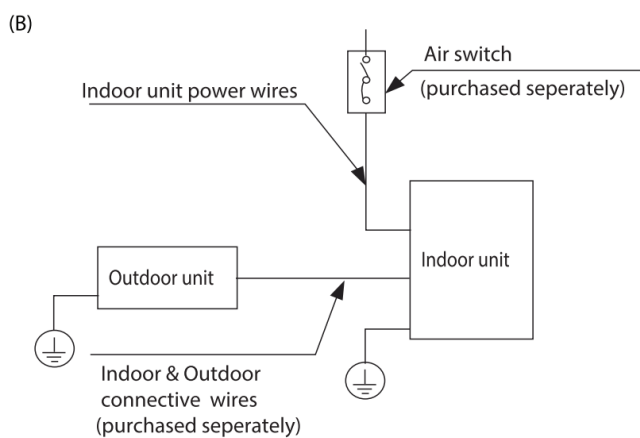 (B)
Air switch
(purchased seperately)
Indoor unit power wires
Indoor unit
Outdoor unit
Indoor & Outdoor
connective wires
(purchased seperately)